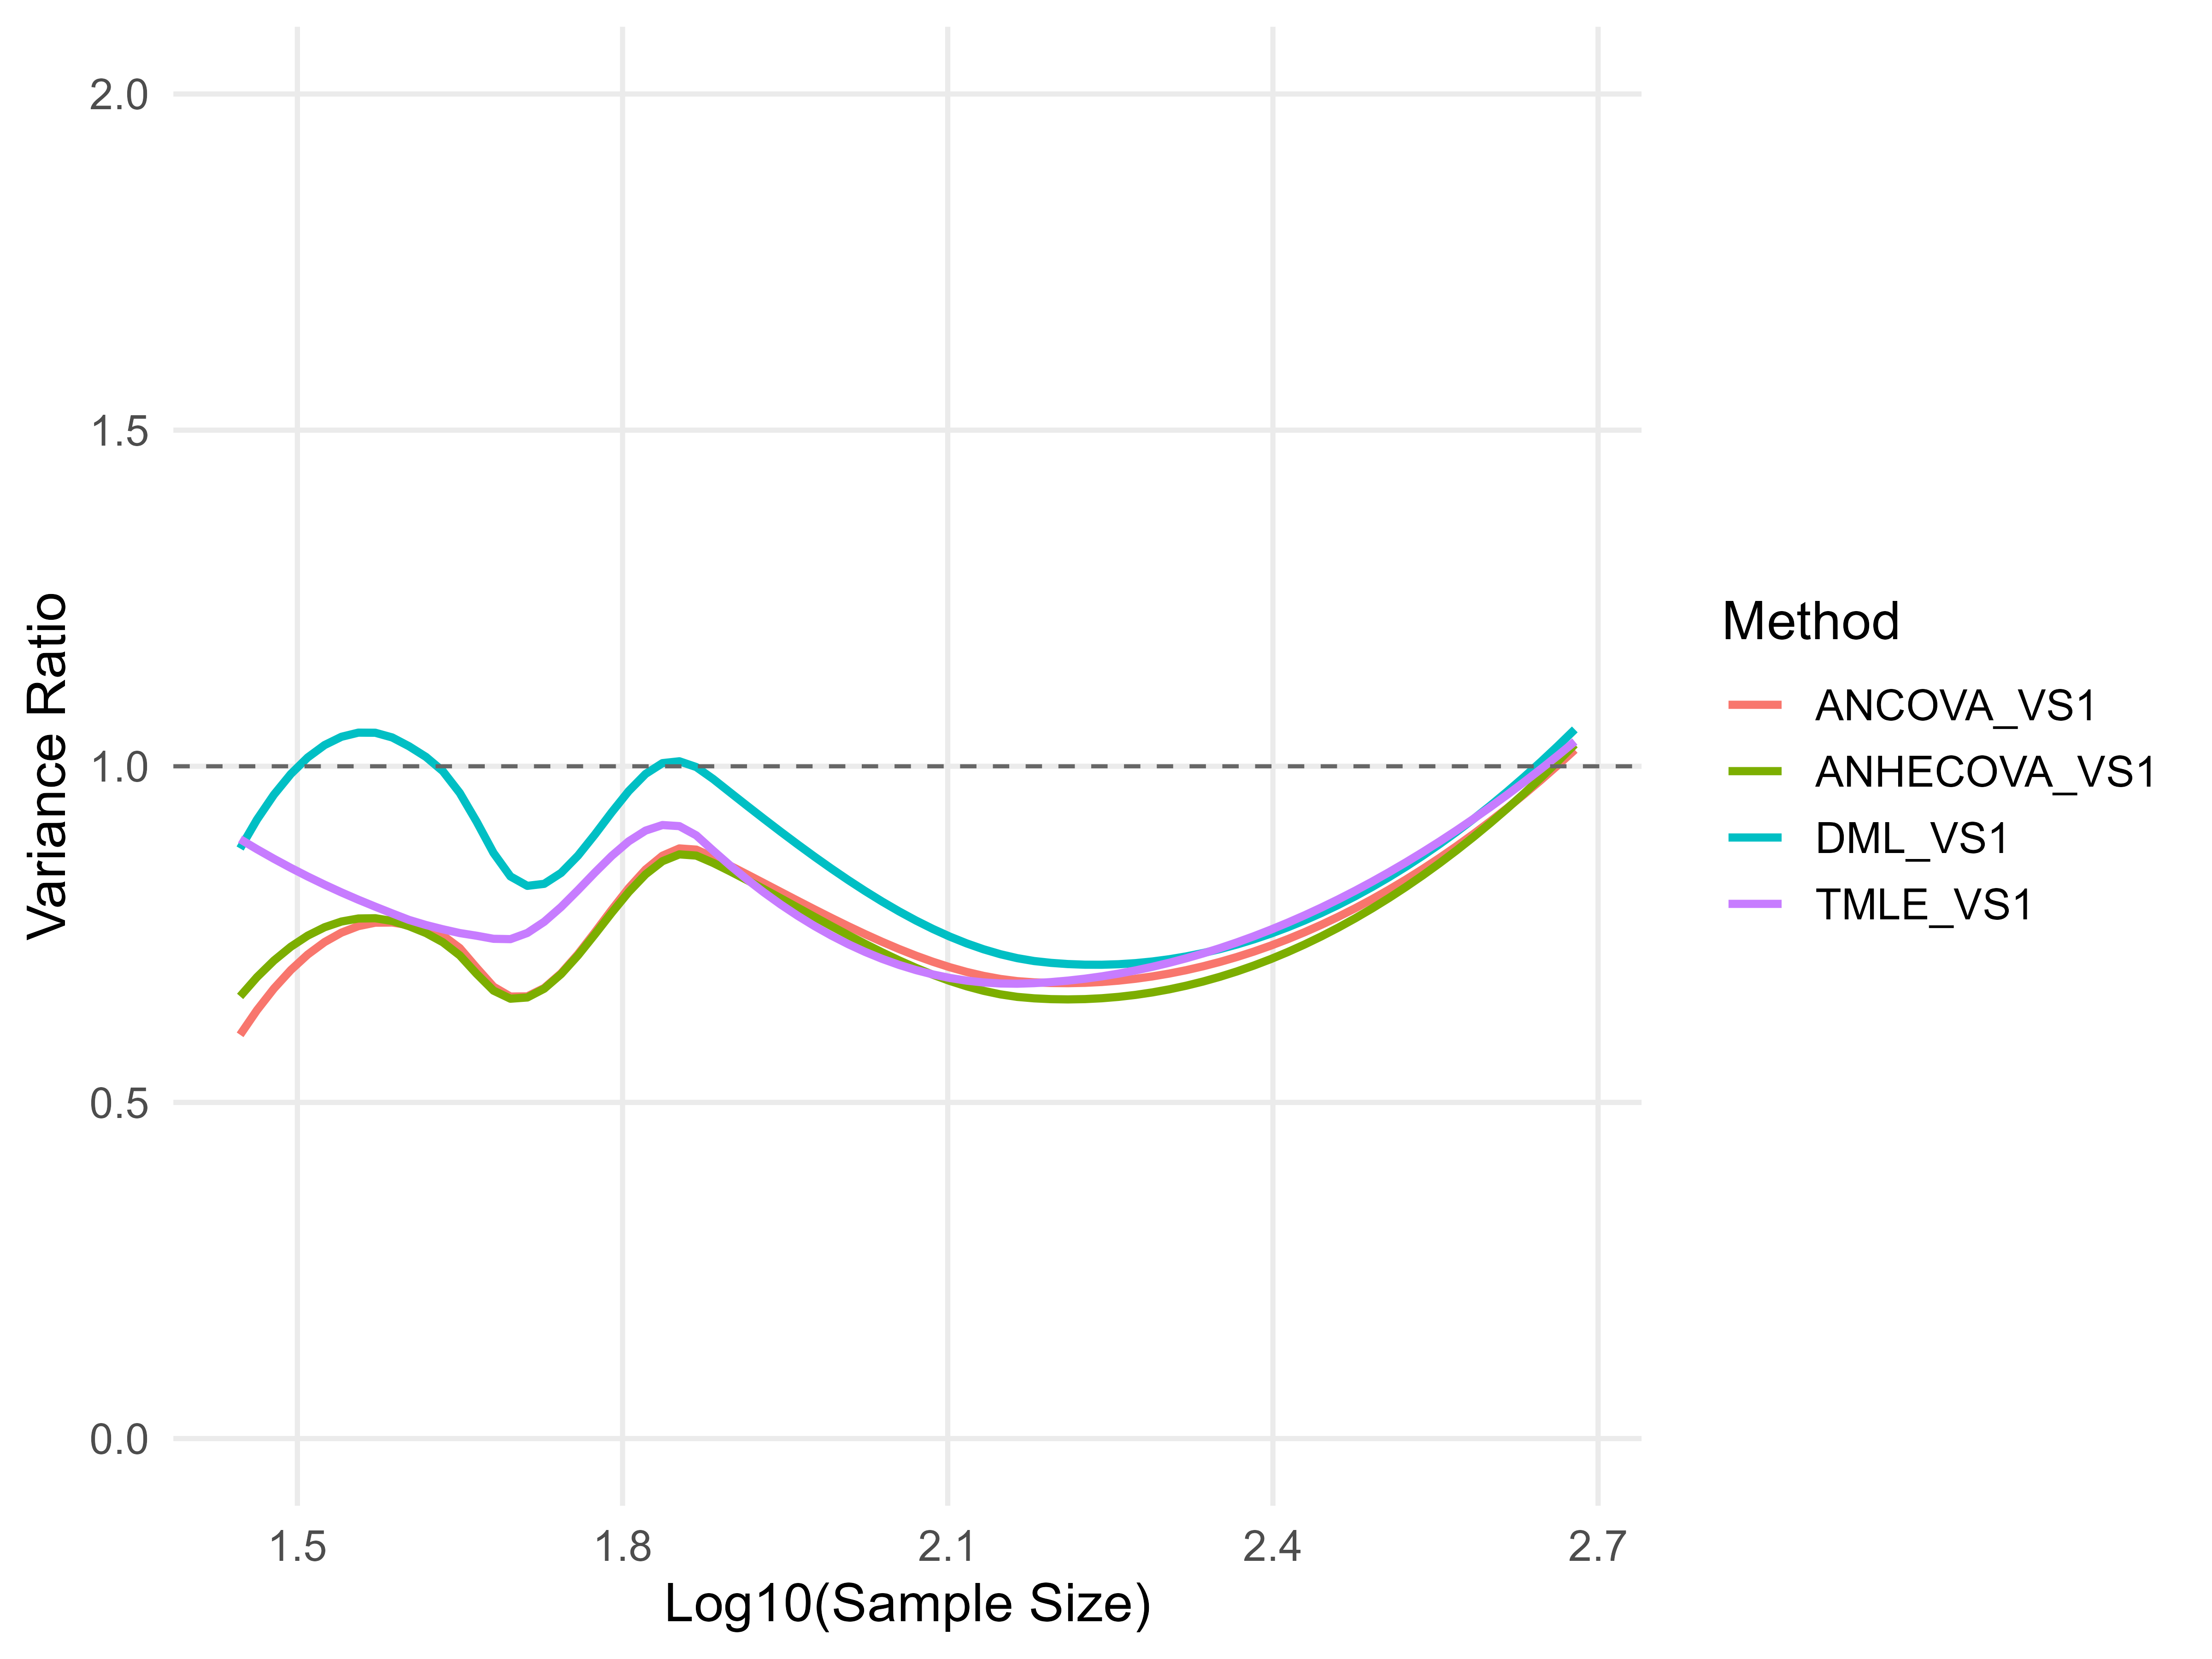 2.0
1.5
1.0
0.5
0.0
Variance Ratio
1.5 1.8 2.1 2.4 2.7
Log10(Sample Size)
Method
ANCOVA_VS1
ANHECOVA_VS1
DML_VS1
TMLE_VS1